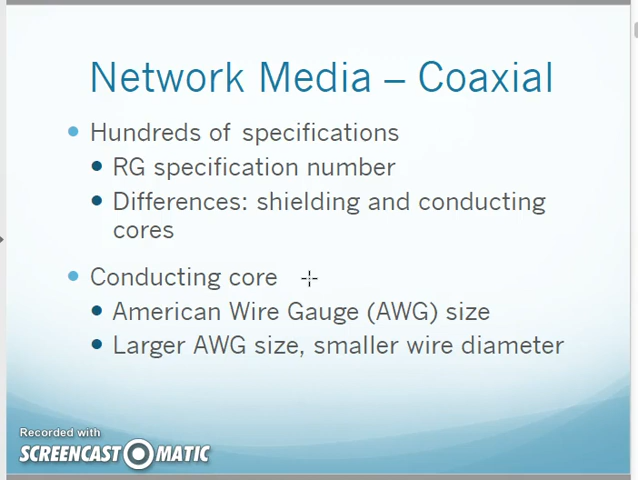 Network Media – Coaxial
Hundreds of specifications
RG specification number
Differences: shielding and conducting
cores
Conducting core
American Wire Gauge (AWG) size
Larger AWG size, smaller wire diameter
Recorded with
SCREENCAST MATIC